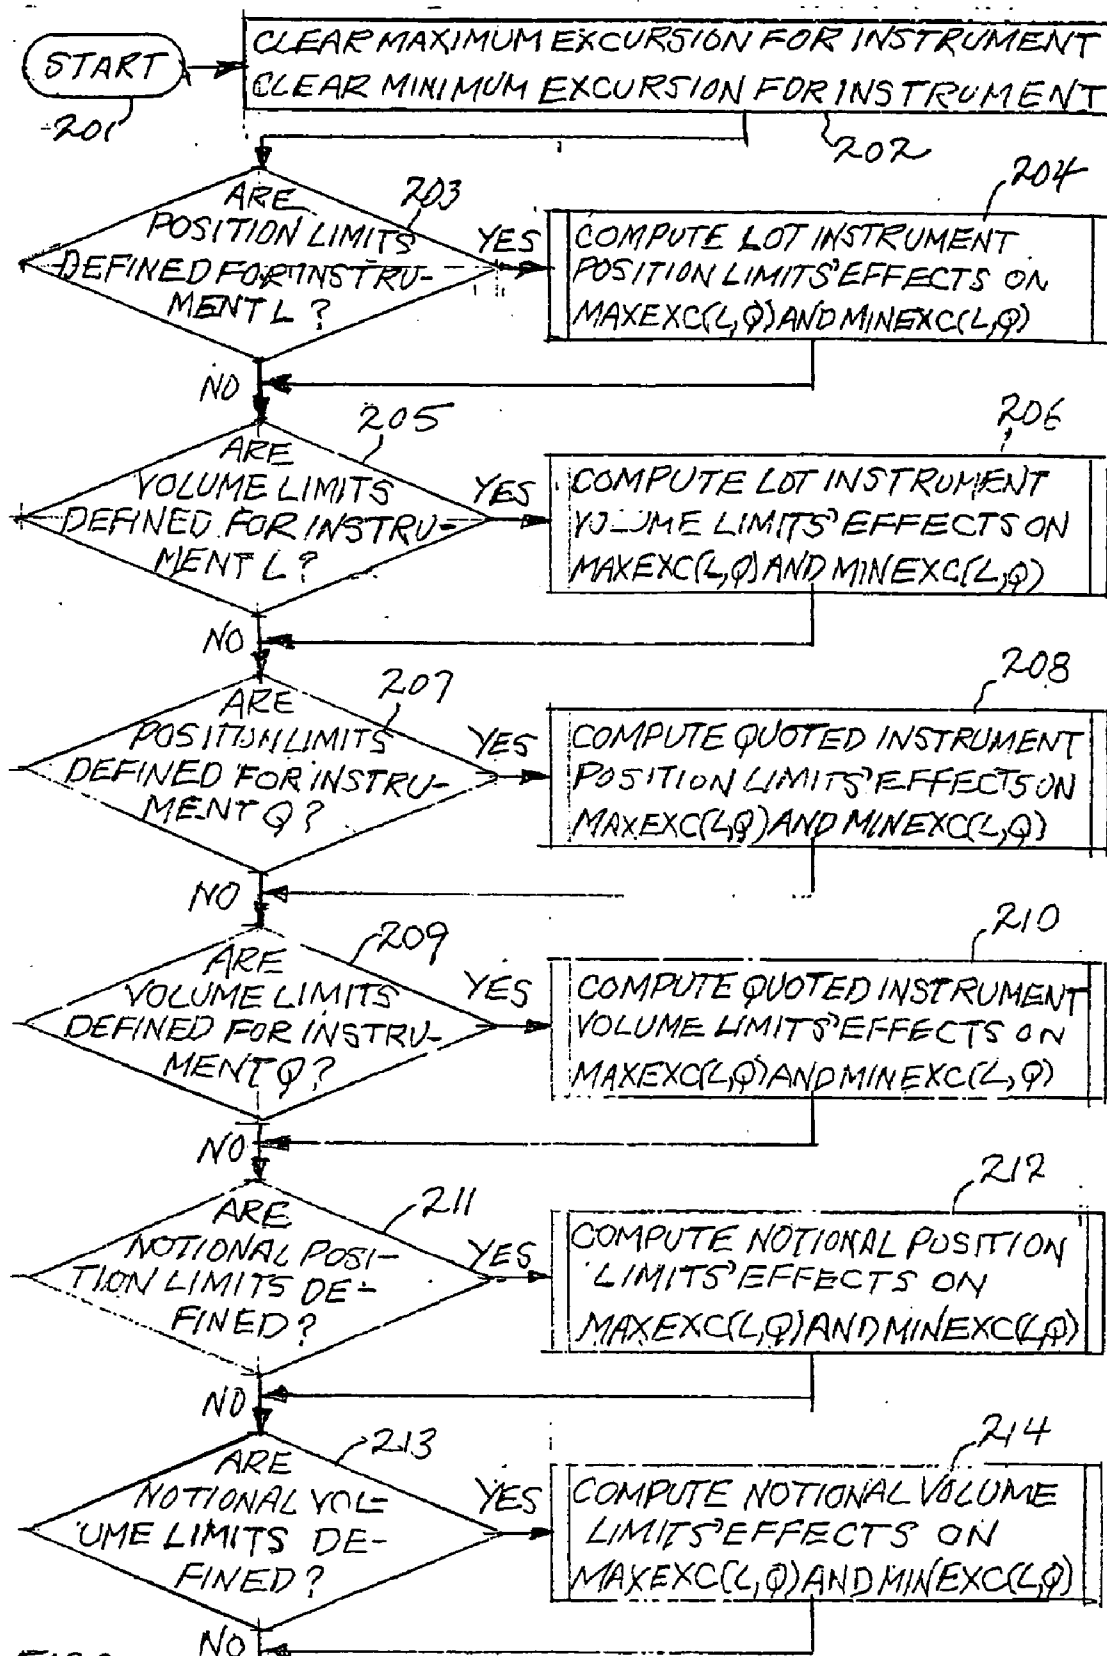 CLEAR MAXIMUM EXCURSION FOR INSTRUMENT
CLEAR MINIMUM EXCURSION FOR INSTRUMENT
START
201
202
ARE
POSITION LIMITS
DEFINED FOR INSTRU-
MENT L ?
203
YES
NO
204
COMPUTE LOT INSTRUMENT
POSITION LIMITS' EFFECTS ON
MAXEXC(L,Q) AND MINEXC(L,Q)
ARE
VOLUME LIMITS
DEFINED FOR INSTRU-
MENT L ?
205
YES
NO
206
COMPUTE LOT INSTRUMENT
VOLUME LIMITS' EFFECTS ON
MAXEXC(L,Q) AND MINEXC(L,Q)
ARE
POSITION LIMITS
DEFINED FOR INSTRU-
MENT Q ?
207
YES
NO
208
COMPUTE QUOTED INSTRUMENT
POSITION LIMITS' EFFECTS ON
MAXEXC(L,Q) AND MINEXC(L,Q)
ARE
VOLUME LIMITS
DEFINED FOR INSTRU-
MENT Q ?
209
YES
NO
210
COMPUTE QUOTED INSTRUMENT
VOLUME LIMITS' EFFECTS ON
MAXEXC(L,Q) AND MINEXC(L,Q)
ARE
NOTIONAL POSI-
TION LIMITS DE-
FINED ?
211
YES
NO
212
COMPUTE NOTIONAL POSITION
LIMITS' EFFECTS ON
MAXEXC(L,Q) AND MINEXC(L,Q)
ARE
NOTIONAL VOL-
UME LIMITS DE-
FINED ?
213
YES
NO
214
COMPUTE NOTIONAL VOLUME
LIMITS' EFFECTS ON
MAXEXC(L,Q) AND MINEXC(L,Q)